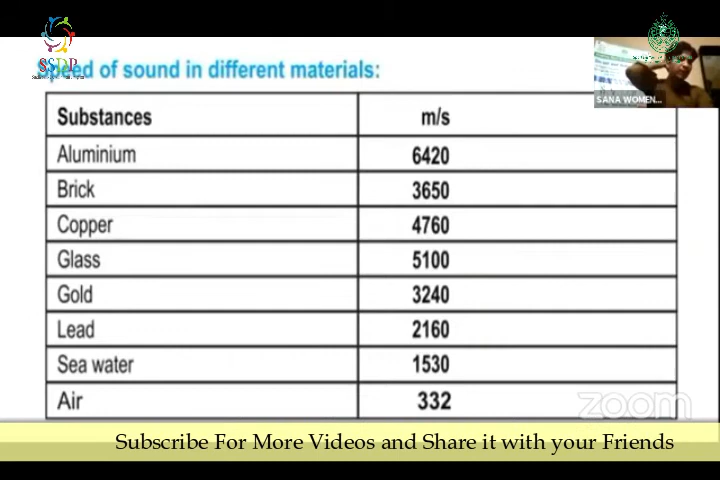 SSDP
Speed of sound in different materials:
SANA WOMEN...
Substances m/s
Aluminium 6420
Brick 3650
Copper 4760
Glass 5100
Gold 3240
Lead 2160
Sea water 1530
Air 332
zoom
Subscribe For More Videos and Share it with your Friends